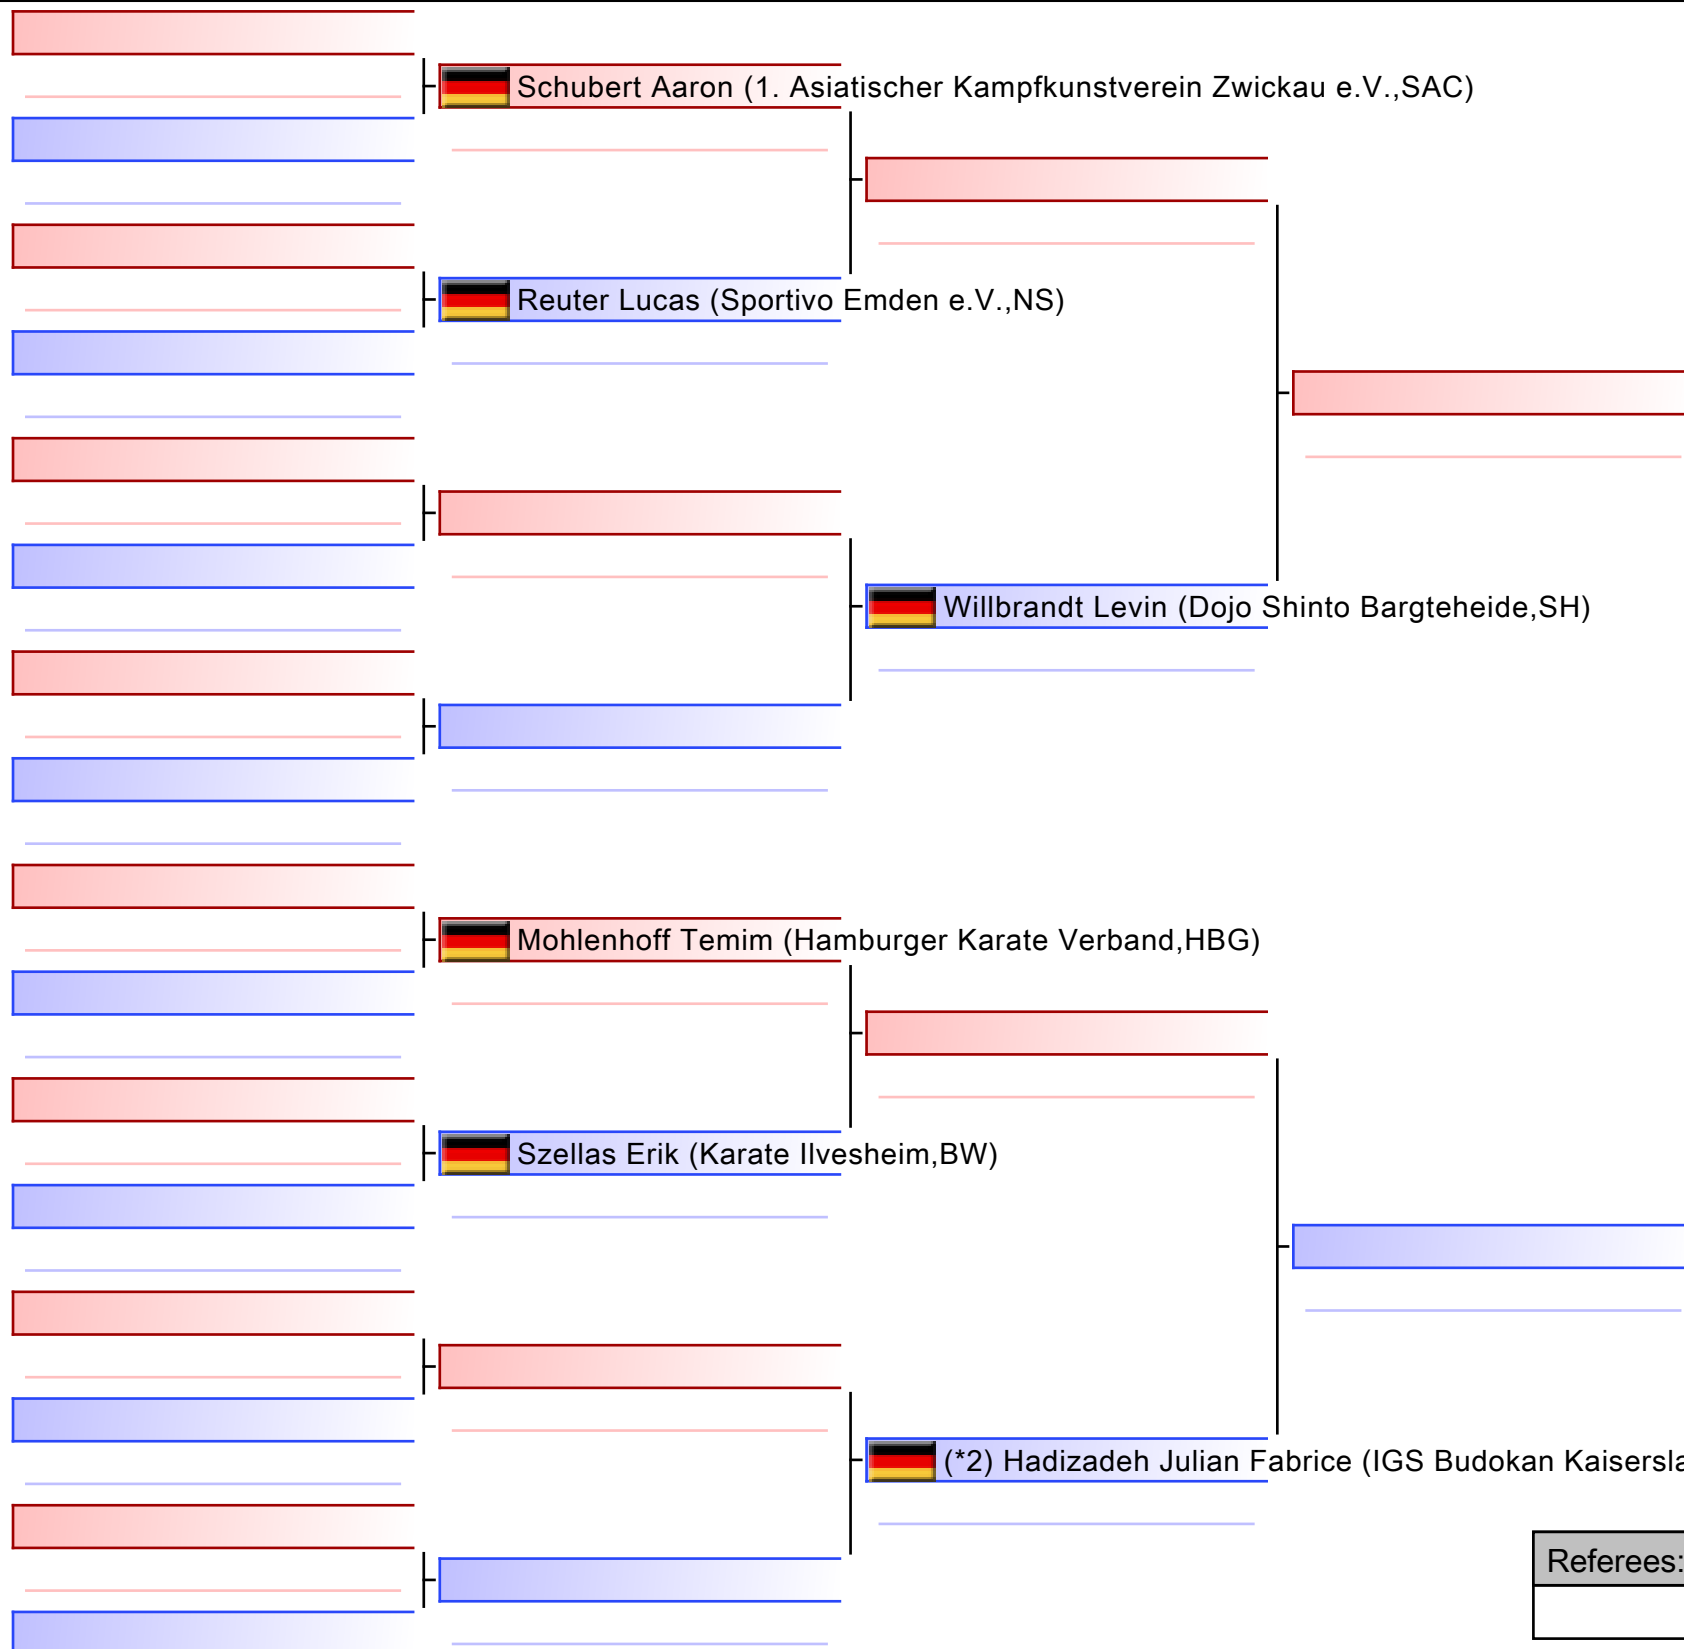 Schubert Aaron (1. Asiatischer Kampfkunstverein Zwickau e.V.,SAC)
Reuter Lucas (Sportivo Emden e.V.,NS)
Willbrandt Levin (Dojo Shinto Bargteheide,SH)
Mohlenhoff Temim (Hamburger Karate Verband,HBG)
Szellas Erik (Karate Ilvesheim,BW)
(*2) Hadizadeh Julian Fabrice (IGS Budokan
Referees: